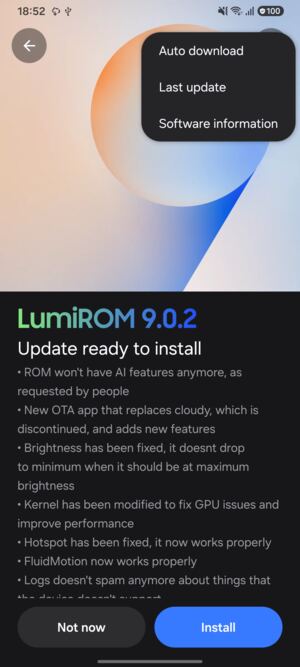 18:52
100
Auto download
Last update
Software information
LumiROM 9.0.2
Update ready to install
• ROM won't have AI features anymore, as
requested by people
• New OTA app that replaces cloudy, which is
discontinued, and adds new features
• Brightness has been fixed, it doesnt drop
to minimum when it should be at maximum
brightness
• Kernel has been modified to fix GPU issues and
improve performance
• Hotspot has been fixed, it now works properly
• FluidMotion now works properly
• Logs doesn't spam anymore about things that
the device doesn't support
Not now
Install